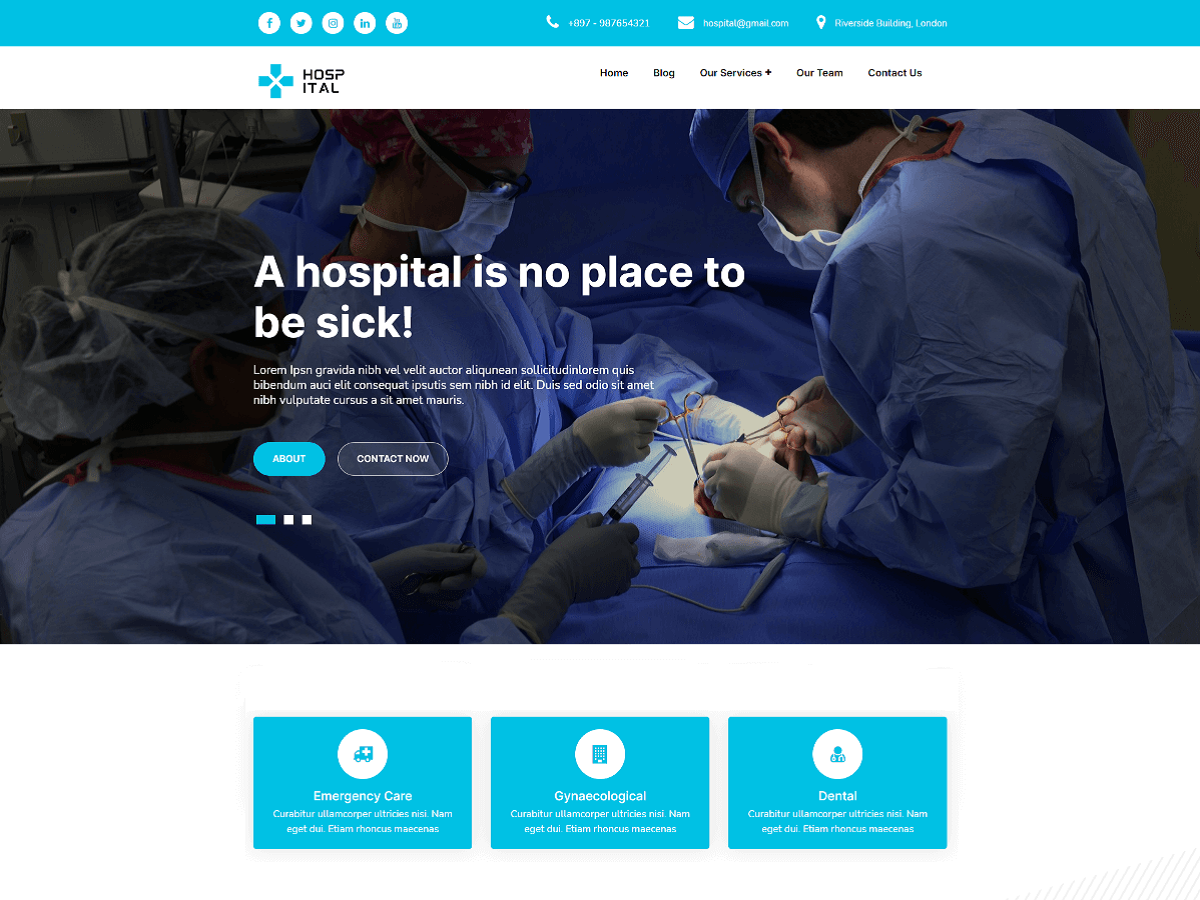 +897 - 987654321
hospital@gmail.com
Riverside Building, London
HOSP
ITAL
Home
Blog
Our Services +
Our Team
Contact Us
A hospital is no place to
be sick!
Lorem Ipsn gravida nibh vel velit auctor aliqunean sollicitudinlorem quis
bibendum auci elit consequat ipsutis sem nibh id elit. Duis sed odio sit amet
nibh vulputate cursus a sit amet mauris.
ABOUT
CONTACT NOW
Emergency Care
Curabitur ullamcorper ultricies nisi. Nam
eget dui. Etiam rhoncus maecenas
Gynaecological
Curabitur ullamcorper ultricies nisi. Nam
eget dui. Etiam rhoncus maecenas
Dental
Curabitur ullamcorper ultricies nisi. Nam
eget dui. Etiam rhoncus maecenas